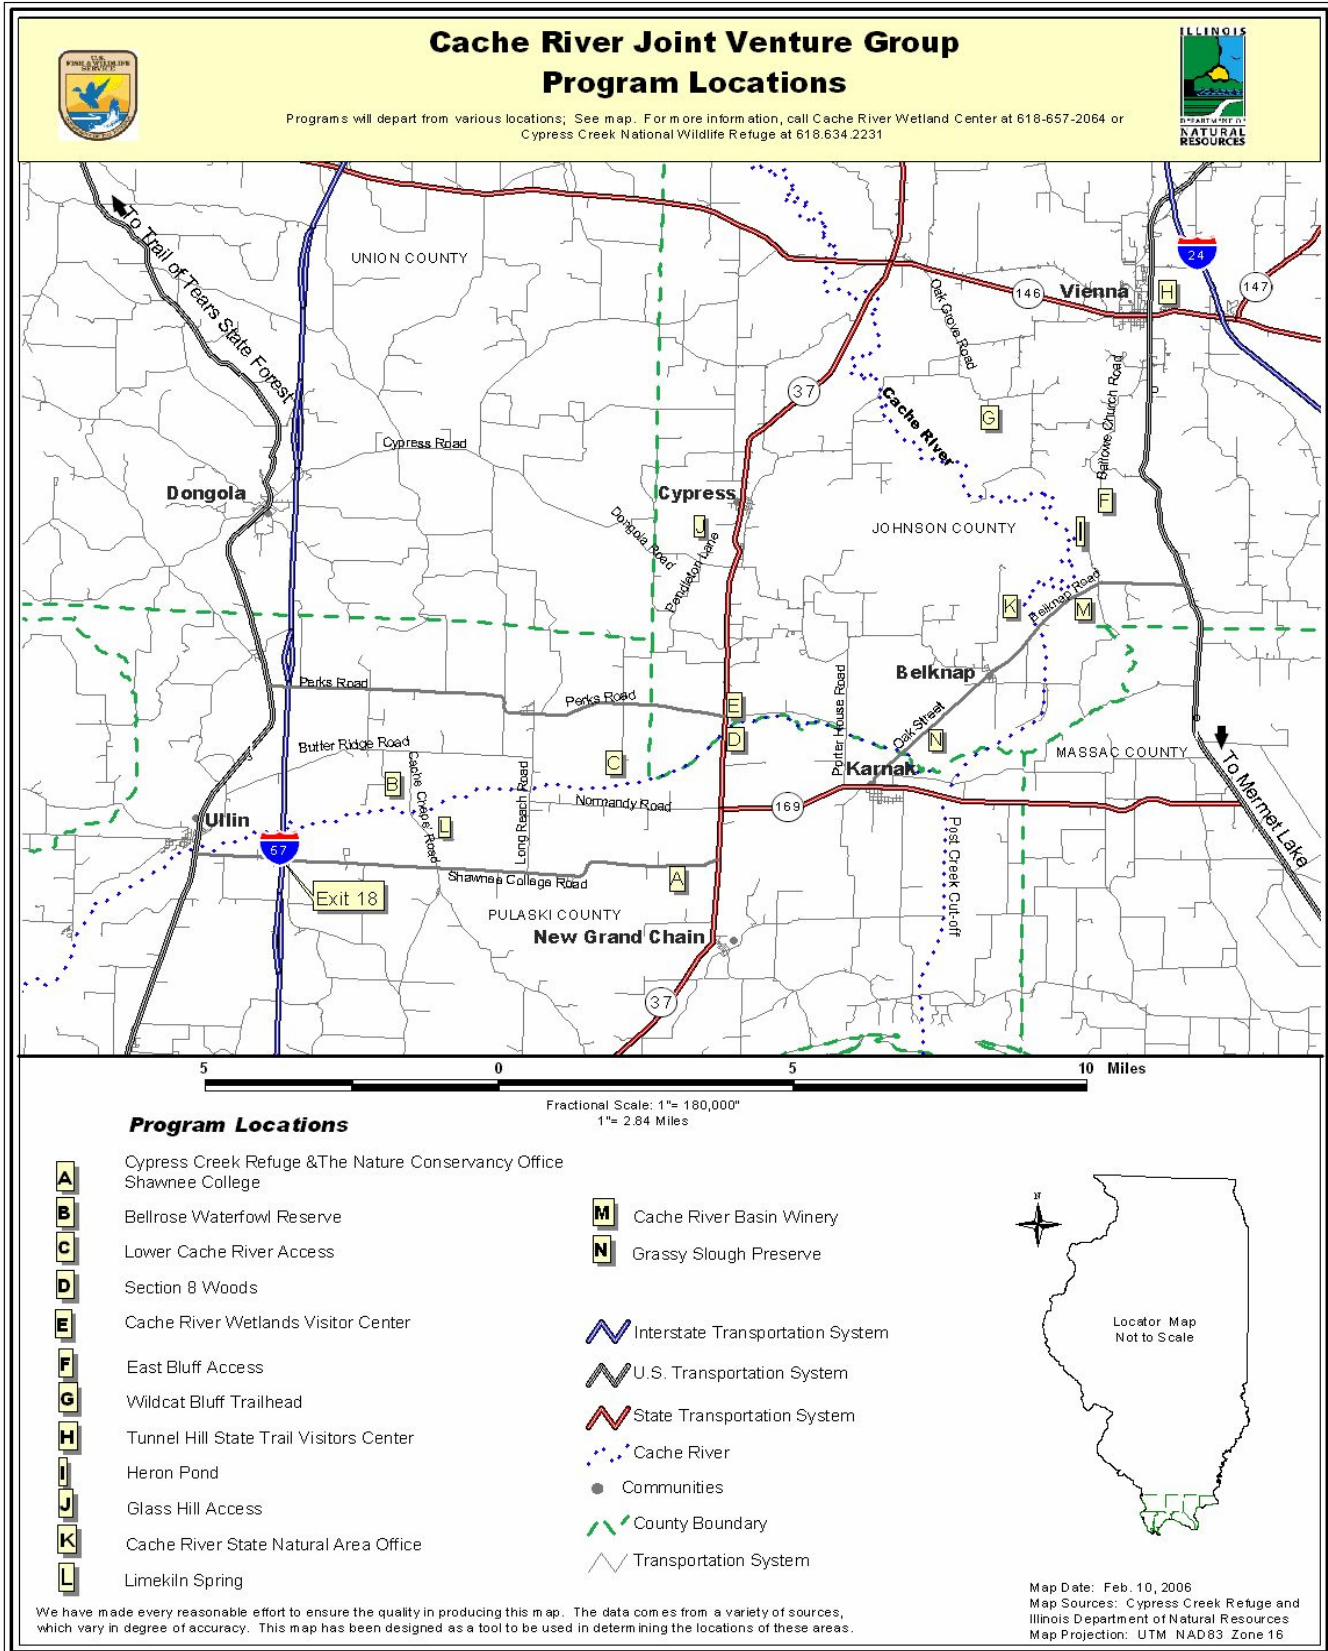 Cache River Joint Venture Group
Program Locations
Programs will depart from various locations; See map. For more information, call Cache River Wetland Center at 618-657-2064 or
Cypress Creek National Wildlife Refuge at 618.634.2231
U.S.
FISH & WILDLIFE
SERVICE
ILLINOIS
DEPARTMENT OF
NATURAL
RESOURCES
To Trail of Tears State Forest
UNION COUNTY
24
146
Vienna
H
147
Oak Grove Road
37
Cache River
G
Ballowe Church Road
Cypress Road
Dongola
Cypress
F
J
Dongola Road
Pendleton Lane
JOHNSON COUNTY
I
K
Belknap Road
M
Belknap
Perks Road
Perks Road
E
Porter House Road
Oak Street
D
N
Butter Ridge Road
MASSAC COUNTY
C
Karnak
B
Cache Chapel Road
Long Reach Road
Normandy Road
169
To Mermet Lake
Ullin
L
57
Post Creek Cut-off
Shawnee College Road
A
Exit 18
PULASKI COUNTY
New Grand Chain
37
5 0 5 10 Miles
Fractional Scale: 1"= 180,000"
1"= 2.84 Miles
Program Locations
A Cypress Creek Refuge &The Nature Conservancy Office
Shawnee College
B Bellrose Waterfowl Reserve
C Lower Cache River Access
D Section 8 Woods
E Cache River Wetlands Visitor Center
F East Bluff Access
G Wildcat Bluff Trailhead
H Tunnel Hill State Trail Visitors Center
I Heron Pond
J Glass Hill Access
K Cache River State Natural Area Office
L Limekiln Spring
M Cache River Basin Winery
N Grassy Slough Preserve
Interstate Transportation System
U.S. Transportation System
State Transportation System
Cache River
Communities
County Boundary
Transportation System
N
Locator Map
Not to Scale
We have made every reasonable effort to ensure the quality in producing this map. The data comes from a variety of sources,
which vary in degree of accuracy. This map has been designed as a tool to be used in determining the locations of these areas.
Map Date: Feb. 10, 2006
Map Sources: Cypress Creek Refuge and
Illinois Department of Natural Resources
Map Projection: UTM NAD83 Zone 16